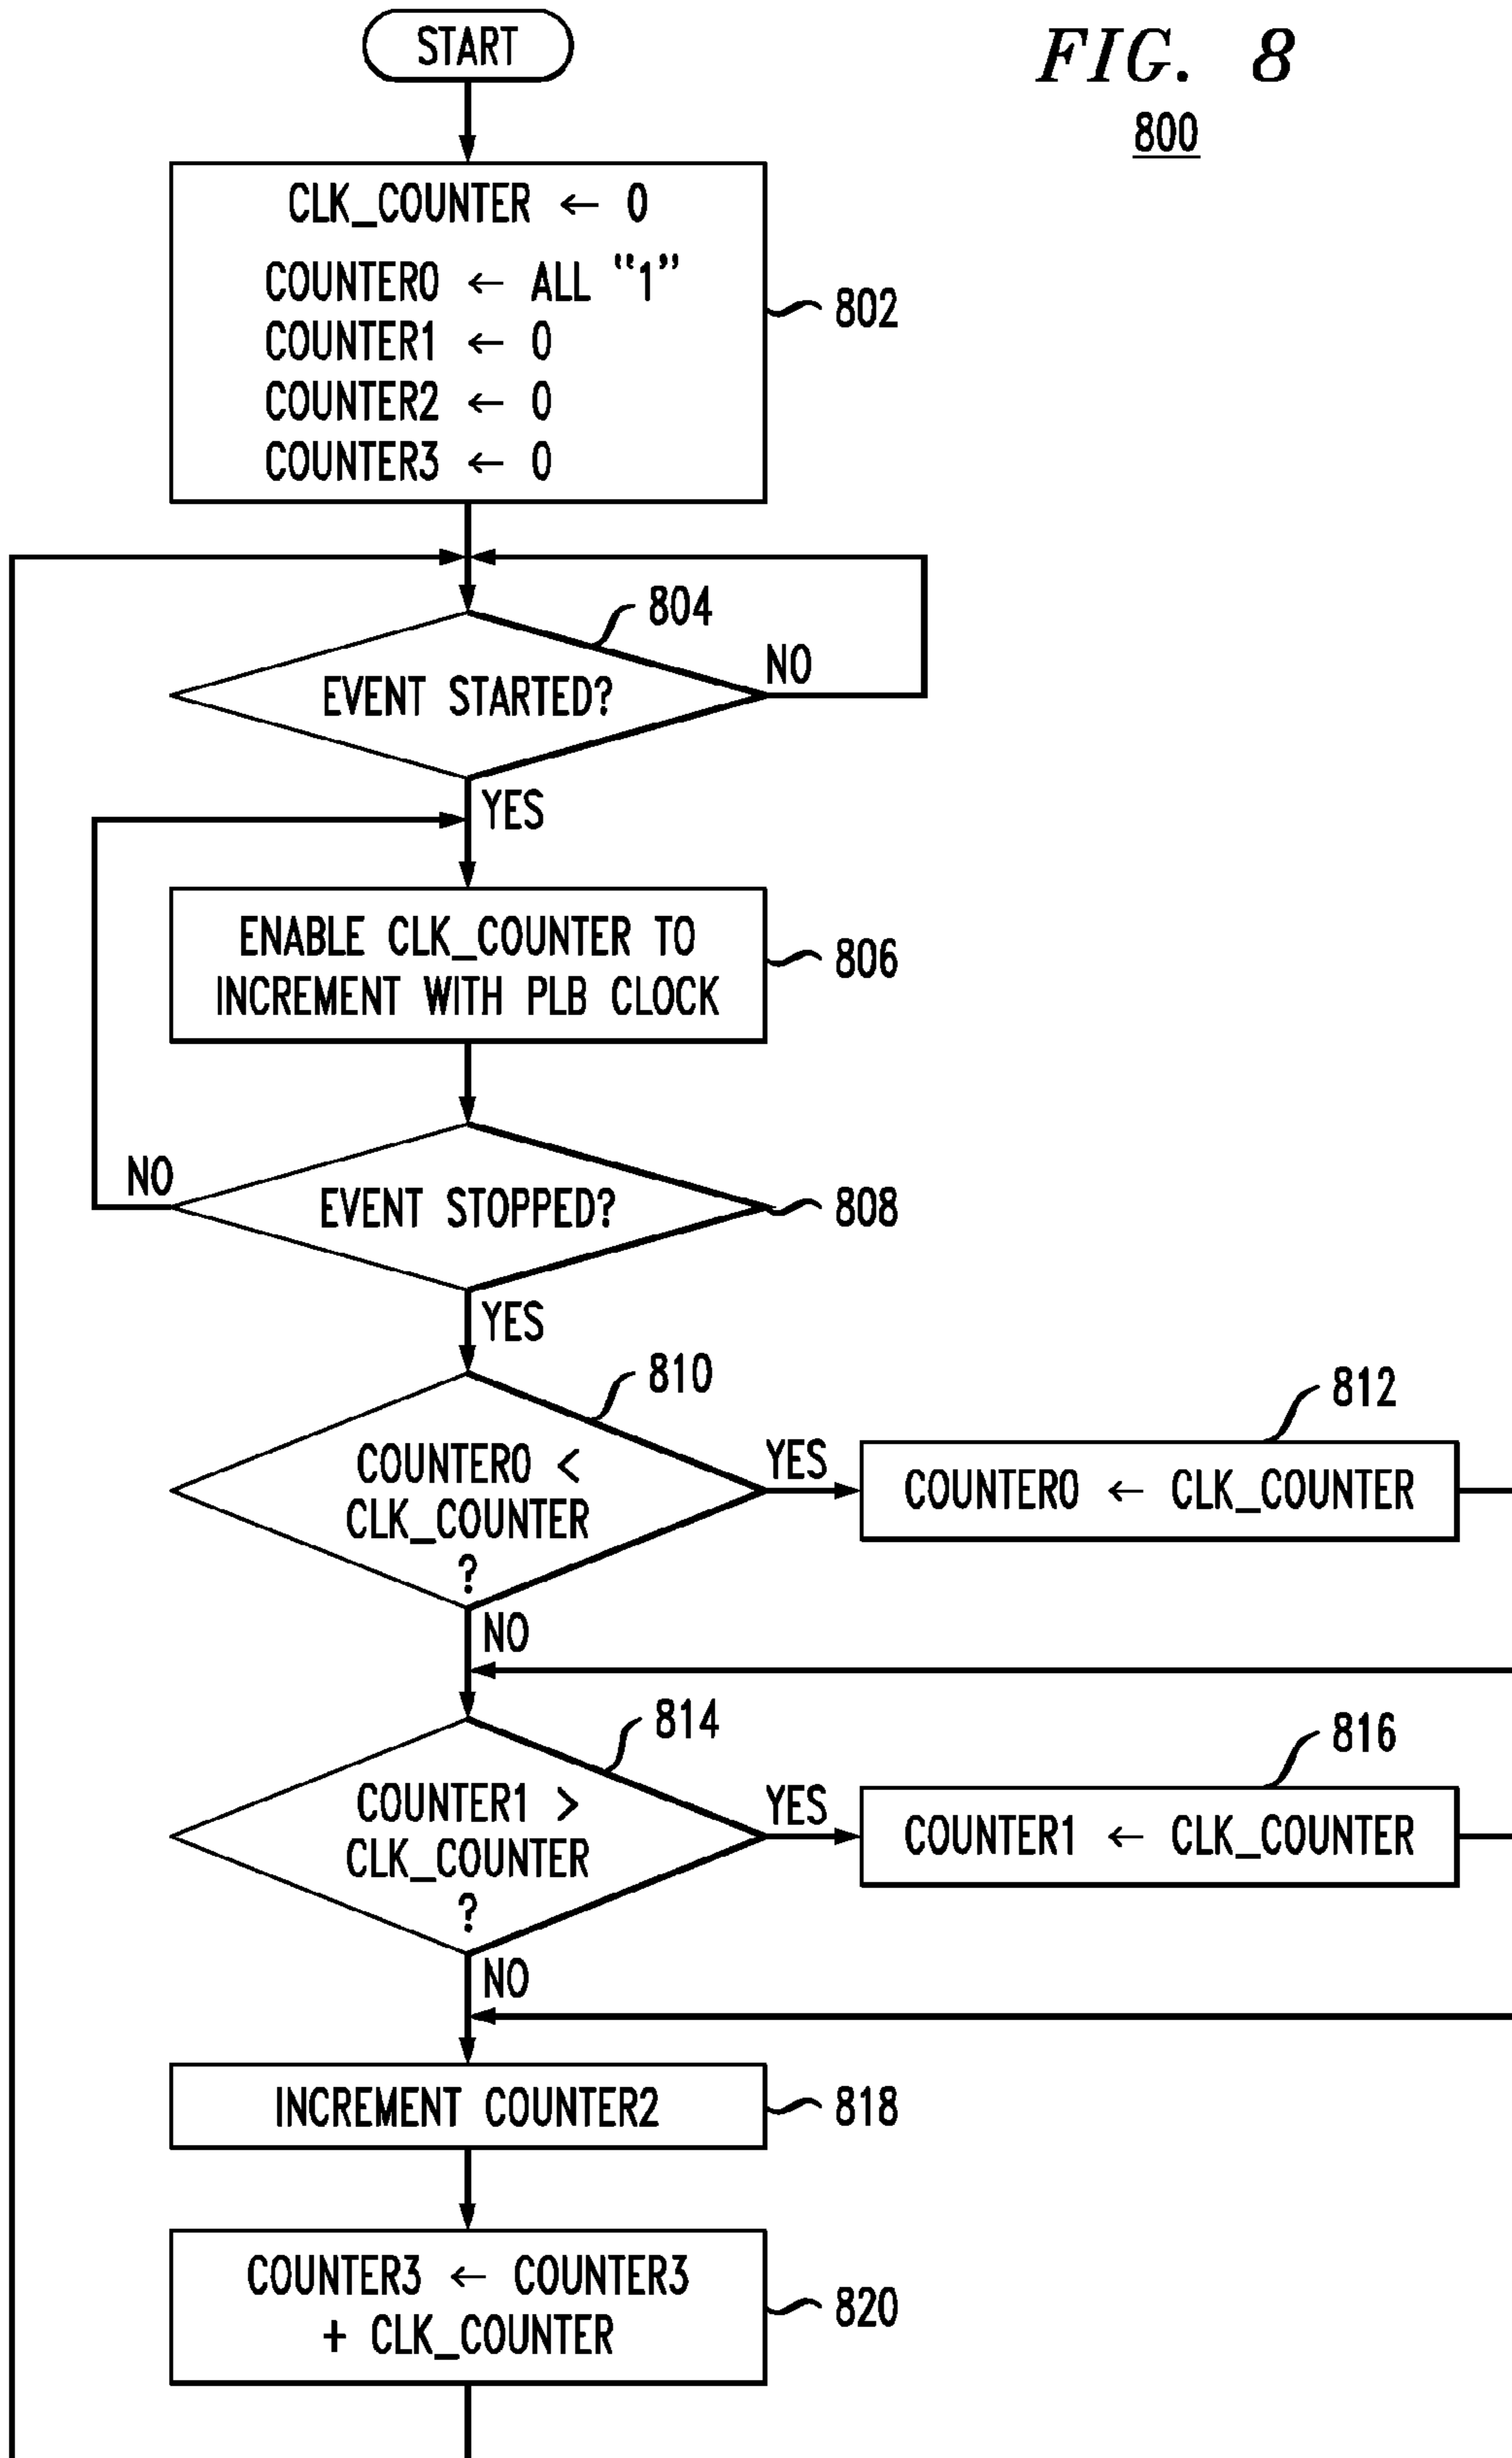 START
FIG. 8
800
CLK_COUNTER ← 0
COUNTER0 ← ALL "1"
COUNTER1 ← 0
COUNTER2 ← 0
COUNTER3 ← 0
802
804
EVENT STARTED?
NO
YES
ENABLE CLK_COUNTER TO
INCREMENT WITH PLB CLOCK
806
NO
EVENT STOPPED?
808
YES
810
COUNTER0 <
CLK_COUNTER
?
YES
812
COUNTER0 ← CLK_COUNTER
NO
814
COUNTER1 >
CLK_COUNTER
?
YES
816
COUNTER1 ← CLK_COUNTER
NO
INCREMENT COUNTER2
818
COUNTER3 ← COUNTER3
+ CLK_COUNTER
820